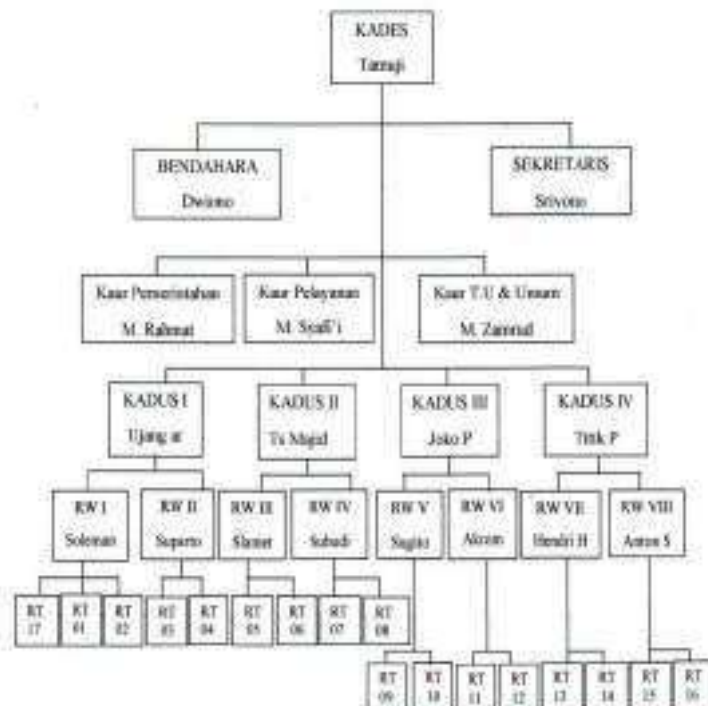 KADES
Tarmuji
BENDAHARA
Dwismo
SEKRETARIS
Sriyono
Kaur Pemerintahan
M. Rahmat
Kaur Pelayanan
M. Syafi'i
Kaur T.U & Umum
M. Zamrud
KADUS I
Ujang ar
KADUS II
Ts Majid
KADUS III
Joko P
KADUS IV
Titik P
RW I
Soleman
RW II
Suparto
RW III
Slamet
RW IV
Subadi
RW V
Sugito
RW VI
Akrom
RW VII
Hendri H
RW VIII
Anton S
RT
17
RT
01
RT
02
RT
03
RT
04
RT
05
RT
06
RT
07
RT
08
RT
09
RT
10
RT
11
RT
12
RT
13
RT
14
RT
15
RT
16